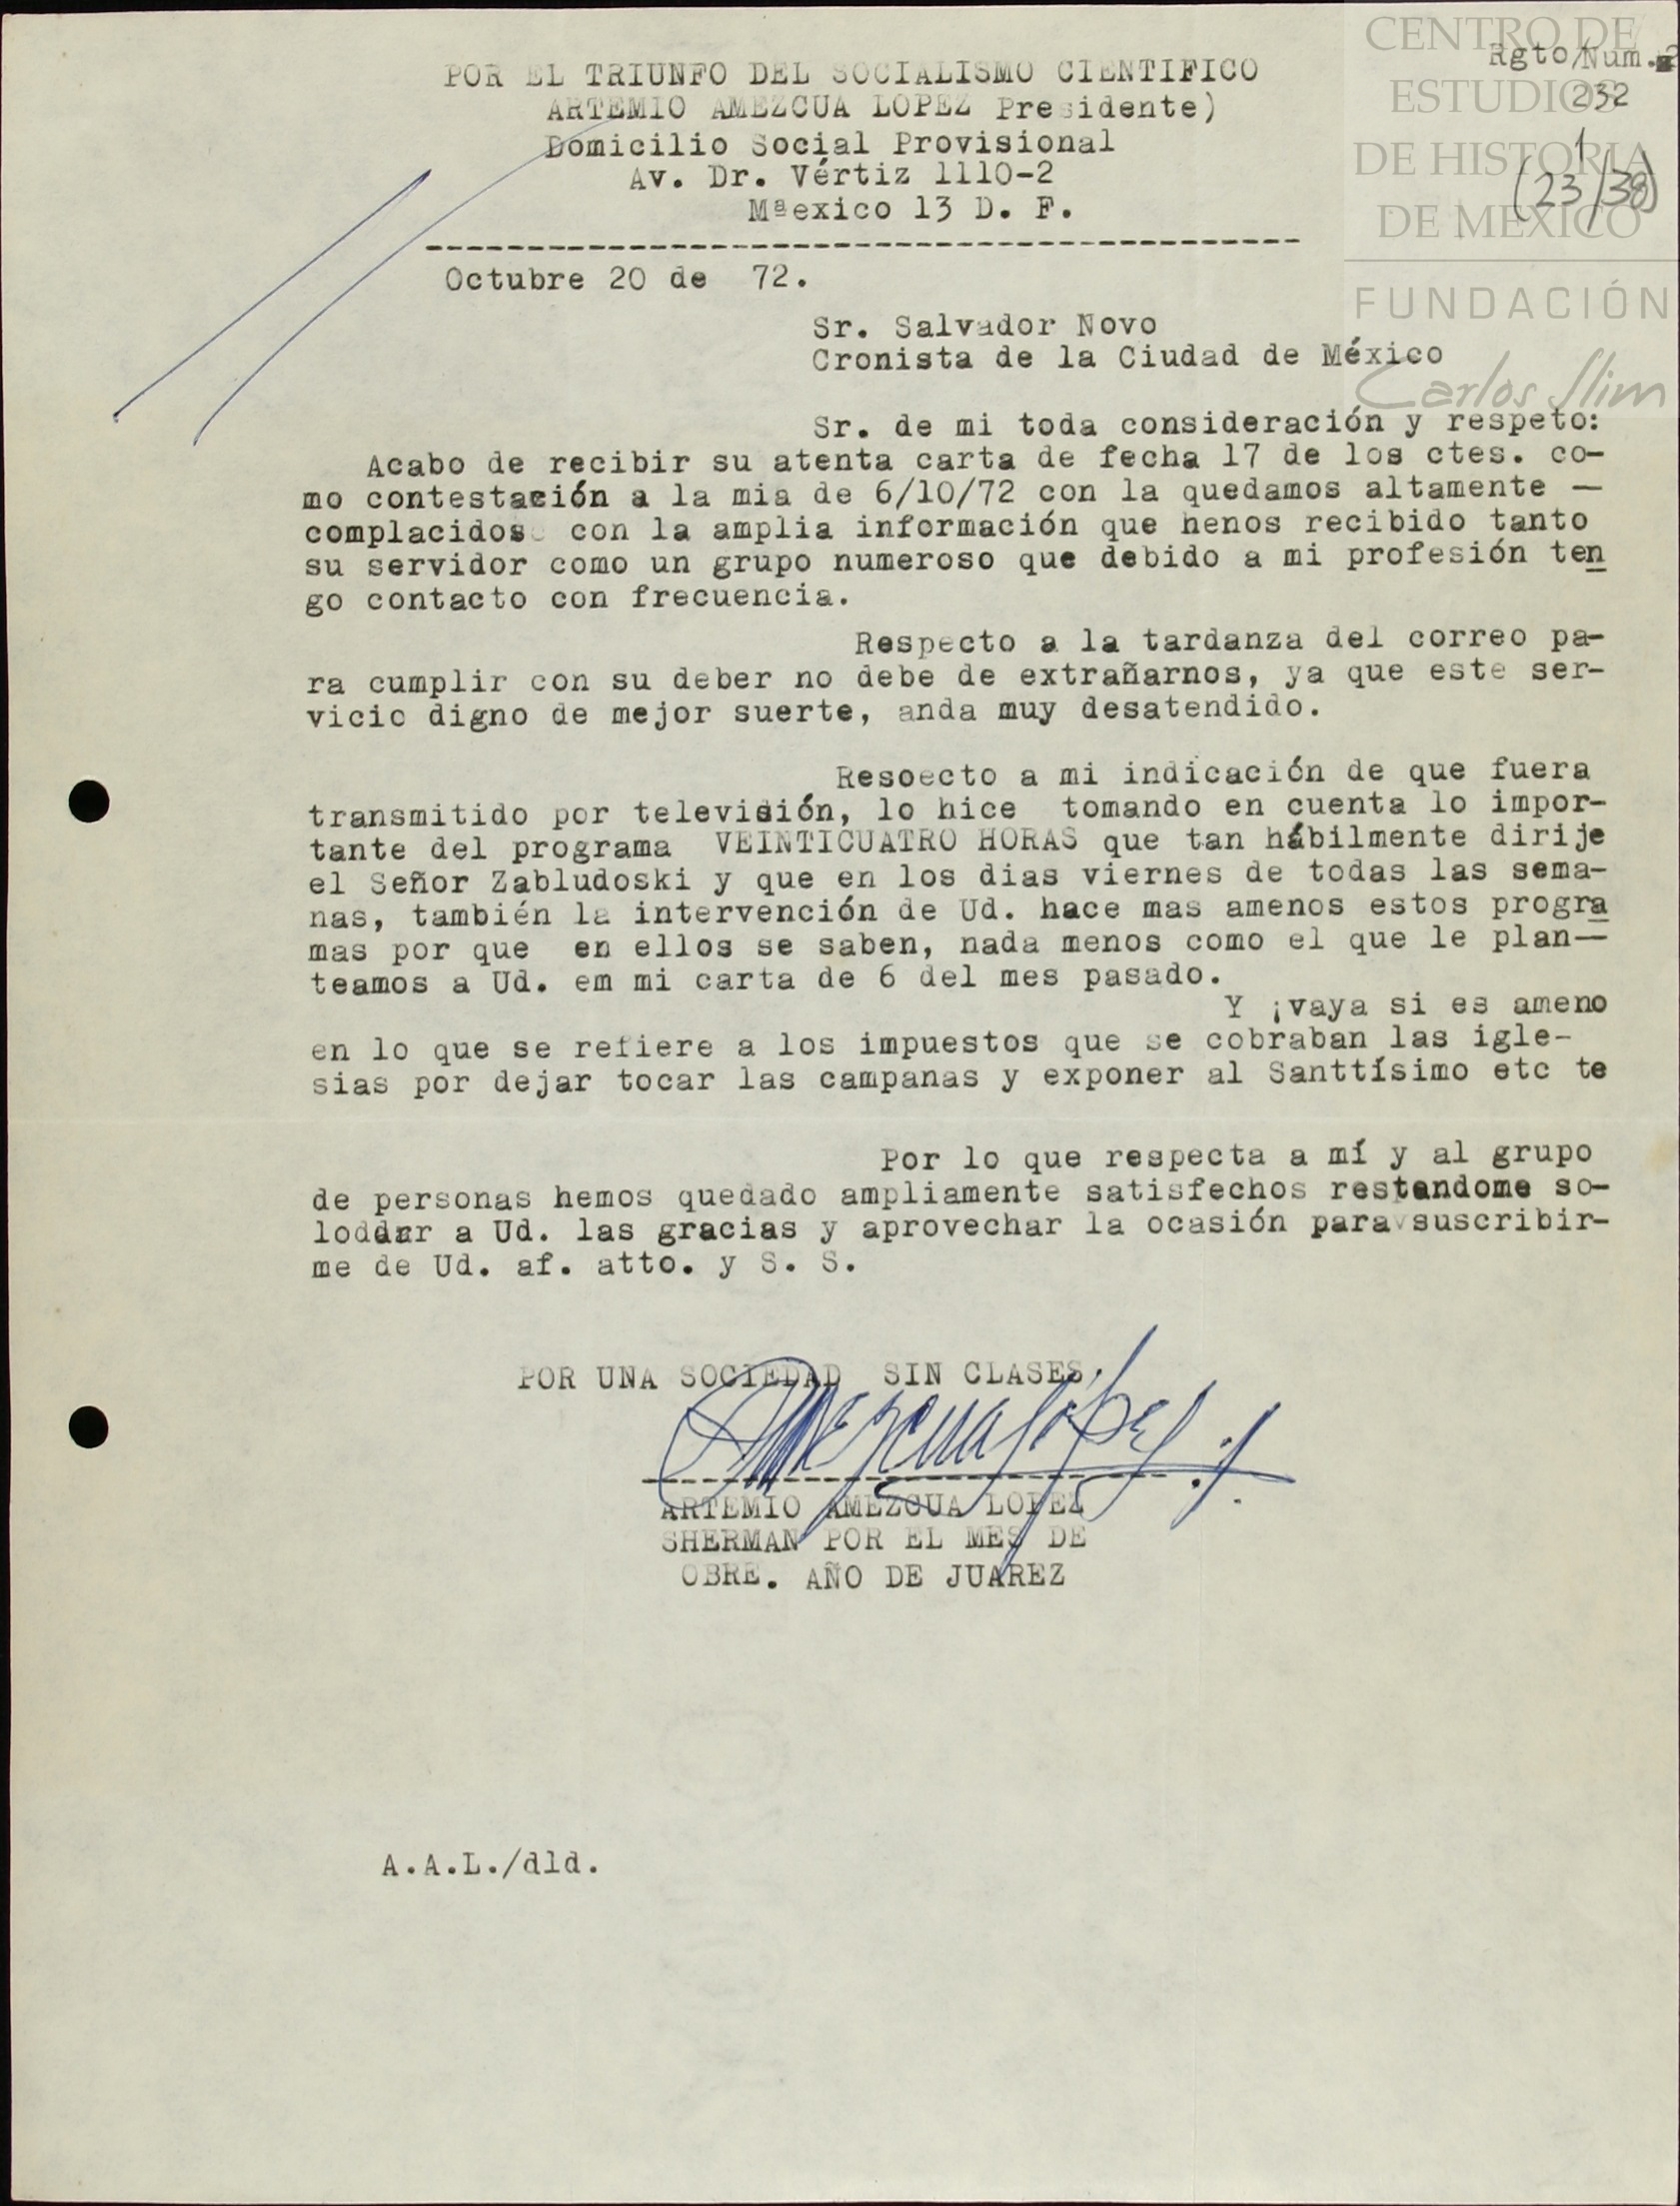 CENTRO DE
ESTUDIOS
DE HISTORIA
DE MEXICO
FUNDACIÓN
Carlos Slim
Rgto/Num.
232
1
(23/38)
POR EL TRIUNFO DEL SOCIALISMO CIENTIFICO
ARTEMIO AMEZCUA LOPEZ Presidente)
Domicilio Social Provisional
Av. Dr. Vértiz 1110-2
Mªexico 13 D. F.
Octubre 20 de 72.
Sr. Salvador Novo
Cronista de la Ciudad de México
Sr. de mi toda consideración y respeto:
Acabo de recibir su atenta carta de fecha 17 de los ctes. co-
mo contestación a la mia de 6/10/72 con la quedamos altamente —
complacidos con la amplia información que henos recibido tanto
su servidor como un grupo numeroso que debido a mi profesión ten
go contacto con frecuencia.
Respecto a la tardanza del correo pa-
ra cumplir con su deber no debe de extrañarnos, ya que este ser-
vicio digno de mejor suerte, anda muy desatendido.
Resoecto a mi indicación de que fuera
transmitido por televisión, lo hice tomando en cuenta lo impor-
tante del programa VEINTICUATRO HORAS que tan hábilmente dirije
el Señor Zabludoski y que en los dias viernes de todas las sema-
nas, también la intervención de Ud. hace mas amenos estos progra
mas por que en ellos se saben, nada menos como el que le plan—
teamos a Ud. em mi carta de 6 del mes pasado.
Y ¡vaya si es ameno
en lo que se refiere a los impuestos que se cobraban las igle-
sias por dejar tocar las campanas y exponer al Santtísimo etc te
Por lo que respecta a mí y al grupo
de personas hemos quedado ampliamente satisfechos restandome so-
loddar a Ud. las gracias y aprovechar la ocasión para suscribir-
me de Ud. af. atto. y S. S.
POR UNA SOCIEDAD SIN CLASES.
Amezcua López
ARTEMIO AMEZCUA LOPEZ
SHERMAN POR EL MES DE
OBRE. AÑO DE JUAREZ
A.A.L./dld.